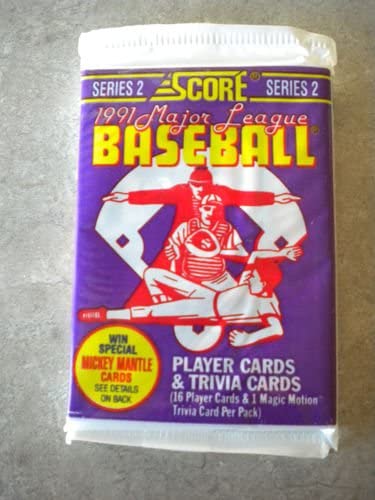 SERIES 2 SCORE® SERIES 2
1991 Major League
BASEBALL®
WIN
SPECIAL
MICKEY MANTLE
CARDS
SEE DETAILS
ON BACK
PLAYER CARDS
& TRIVIA CARDS
(16 Player Cards & 1 Magic Motion™
Trivia Card Per Pack)